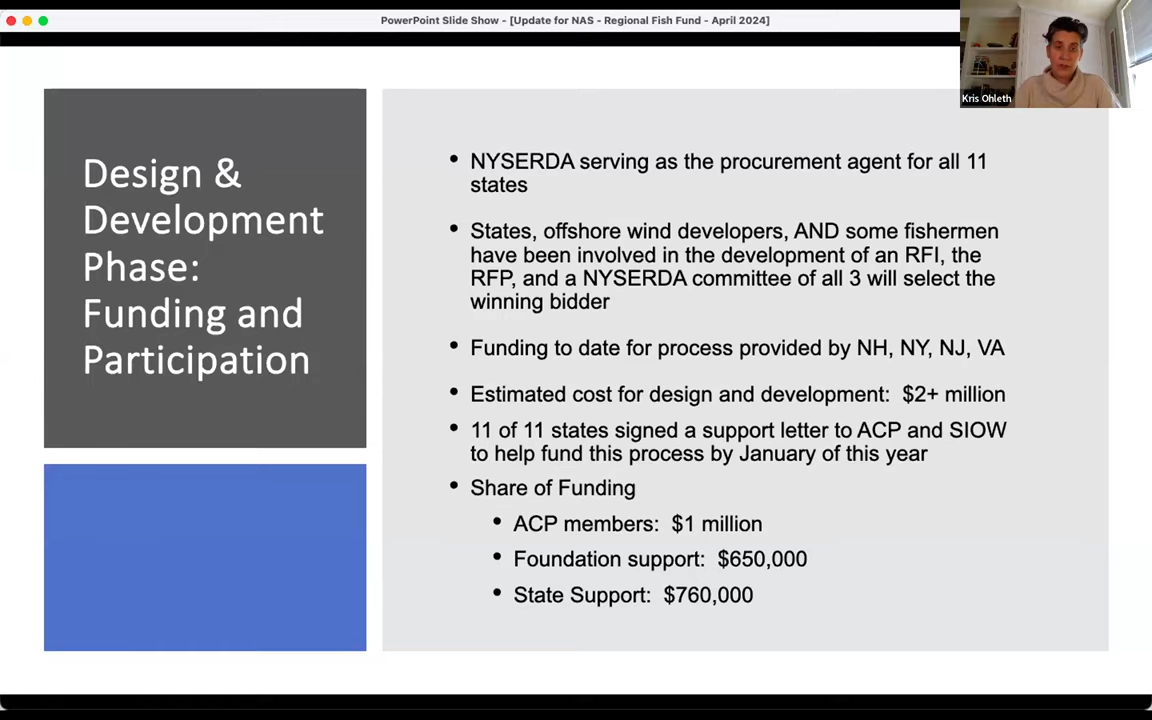 PowerPoint Slide Show - [Update for NAS - Regional Fish Fund - April 2024]
Kris Ohleth
Design &
Development
Phase:
Funding and
Participation
• NYSERDA serving as the procurement agent for all 11
states
• States, offshore wind developers, AND some fishermen
have been involved in the development of an RFI, the
RFP, and a NYSERDA committee of all 3 will select the
winning bidder
• Funding to date for process provided by NH, NY, NJ, VA
• Estimated cost for design and development:  $2+ million
• 11 of 11 states signed a support letter to ACP and SIOW
to help fund this process by January of this year
• Share of Funding
• ACP members:  $1 million
• Foundation support:  $650,000
• State Support:  $760,000